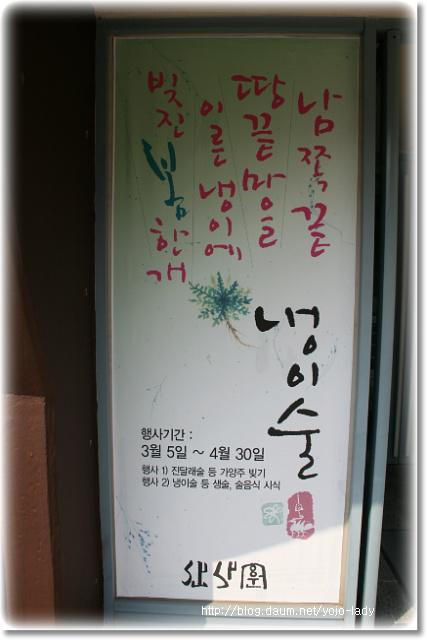 남쪽끝
땅끝마을
이른냉이에
빚진봄한개
냉이술
행사기간 :
3월 5일 ~ 4월 30일
행사 1) 진달래술 등 가양주 빚기
행사 2) 냉이술 등 생술, 술음식 시식
산사園
http://blog.daum.net/yojo-lady